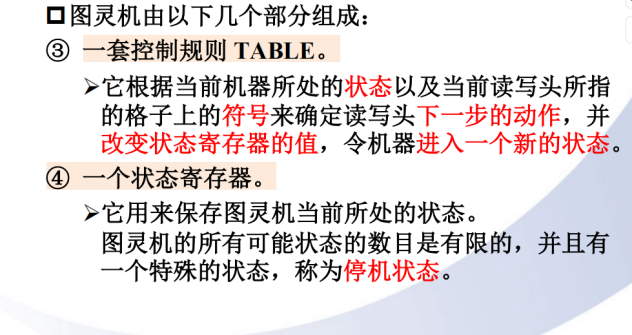 图灵机由以下几个部分组成：
③ 一套控制规则 TABLE。
➢它根据当前机器所处的状态以及当前读写头所指
的格子上的符号来确定读写头下一步的动作，并
改变状态寄存器的值，令机器进入一个新的状态。
④ 一个状态寄存器。
➢它用来保存图灵机当前所处的状态。
图灵机的所有可能状态的数目是有限的，并且有
一个特殊的状态，称为停机状态。